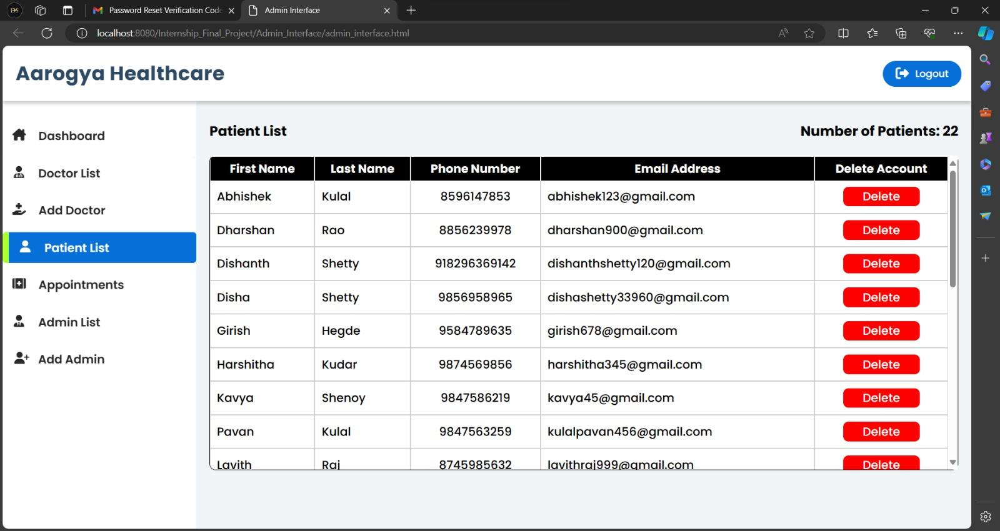 Password Reset Verification Code
Admin Interface
localhost:8080/Internship_Final_Project/Admin_Interface/admin_interface.html
Aarogya Healthcare
Logout
Dashboard
Doctor List
Add Doctor
Patient List
Appointments
Admin List
Add Admin
Patient List Number of Patients: 22
First Name Last Name Phone Number Email Address Delete Account
Abhishek Kulal 8596147853 abhishek123@gmail.com Delete
Dharshan Rao 8856239978 dharshan900@gmail.com Delete
Dishanth Shetty 918296369142 dishanthshetty120@gmail.com Delete
Disha Shetty 9856958965 dishashetty33960@gmail.com Delete
Girish Hegde 9584789635 girish678@gmail.com Delete
Harshitha Kudar 9874569856 harshitha345@gmail.com Delete
Kavya Shenoy 9847586219 kavya45@gmail.com Delete
Pavan Kulal 9847563259 kulalpavan456@gmail.com Delete
Lavith Raj 8745985632 lavithraj999@gmail.com Delete